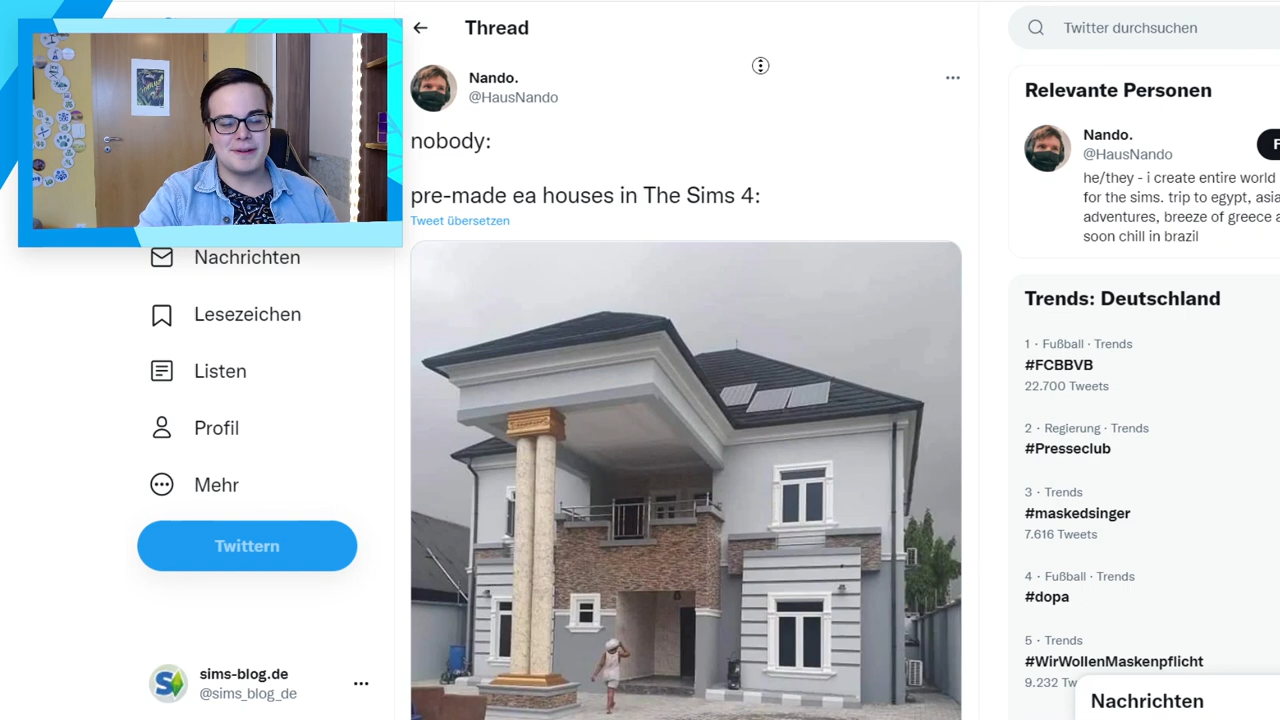 Thread
Nando.
@HausNando
nobody:
pre-made ea houses in The Sims 4:
Tweet übersetzen
Nachrichten
Lesezeichen
Listen
Profil
Mehr
Twittern
sims-blog.de
@sims_blog_de
Twitter durchsuchen
Relevante Personen
Nando.
@HausNando
F
he/they - i create entire world
for the sims. trip to egypt, asia
adventures, breeze of greece a
soon chill in brazil
Trends: Deutschland
1 · Fußball · Trends
#FCBBVB
22.700 Tweets
2 · Regierung · Trends
#Presseclub
3 · Trends
#maskedsinger
7.616 Tweets
4 · Fußball · Trends
#dopa
5 · Trends
#WirWollenMaskenpflicht
9.232 Tw
Nachrichten